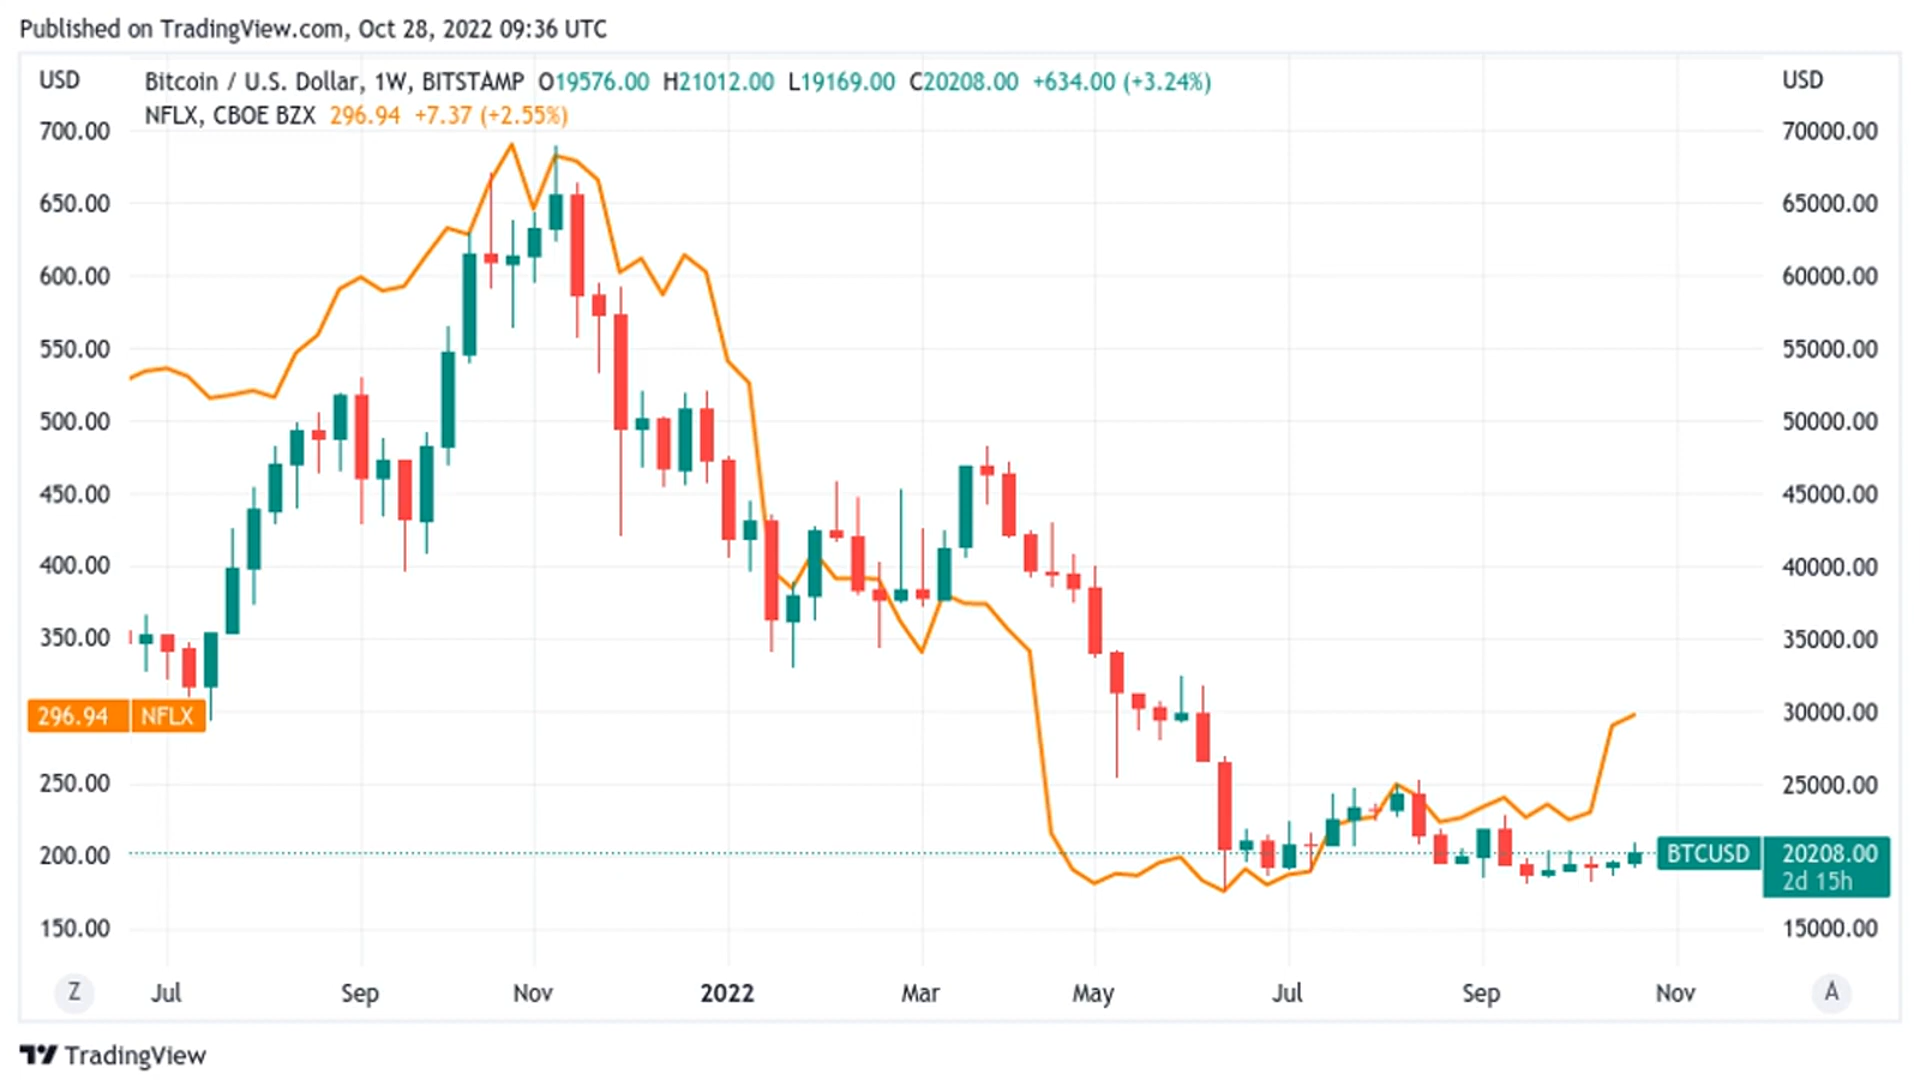 Published on TradingView.com, Oct 28, 2022 09:36 UTC
USD Bitcoin / U.S. Dollar, 1W, BITSTAMP O19576.00 H21012.00 L19169.00 C20208.00 +634.00 (+3.24%) USD
NFLX, CBOE BZX 296.94 +7.37 (+2.55%)
700.00 70000.00
650.00 65000.00
600.00 60000.00
550.00 55000.00
500.00 50000.00
450.00 45000.00
400.00 40000.00
350.00 35000.00
296.94 NFLX 30000.00
250.00 25000.00
200.00 BTCUSD 20208.00
2d 15h
150.00 15000.00
Z Jul Sep Nov 2022 Mar May Jul Sep Nov A
TradingView